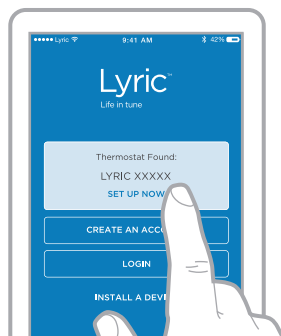 Lyric 9:41 AM 42%
Lyric™
Life in tune
Thermostat Found:
LYRIC XXXXX
SET UP NOW
CREATE AN
LOGIN
INSTALL A